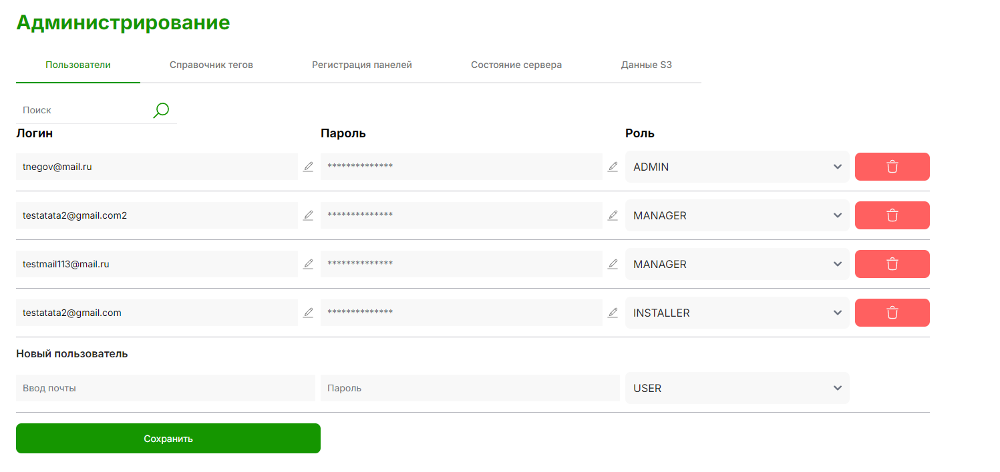 Администрирование
Пользователи Справочник тегов Регистрация панелей Состояние сервера Данные S3
Поиск
Логин Пароль Роль
tnegov@mail.ru ************** ADMIN
testatata2@gmail.com2 ************** MANAGER
testmail113@mail.ru ************** MANAGER
testatata2@gmail.com ************** INSTALLER
Новый пользователь
Ввод почты Пароль USER
Сохранить